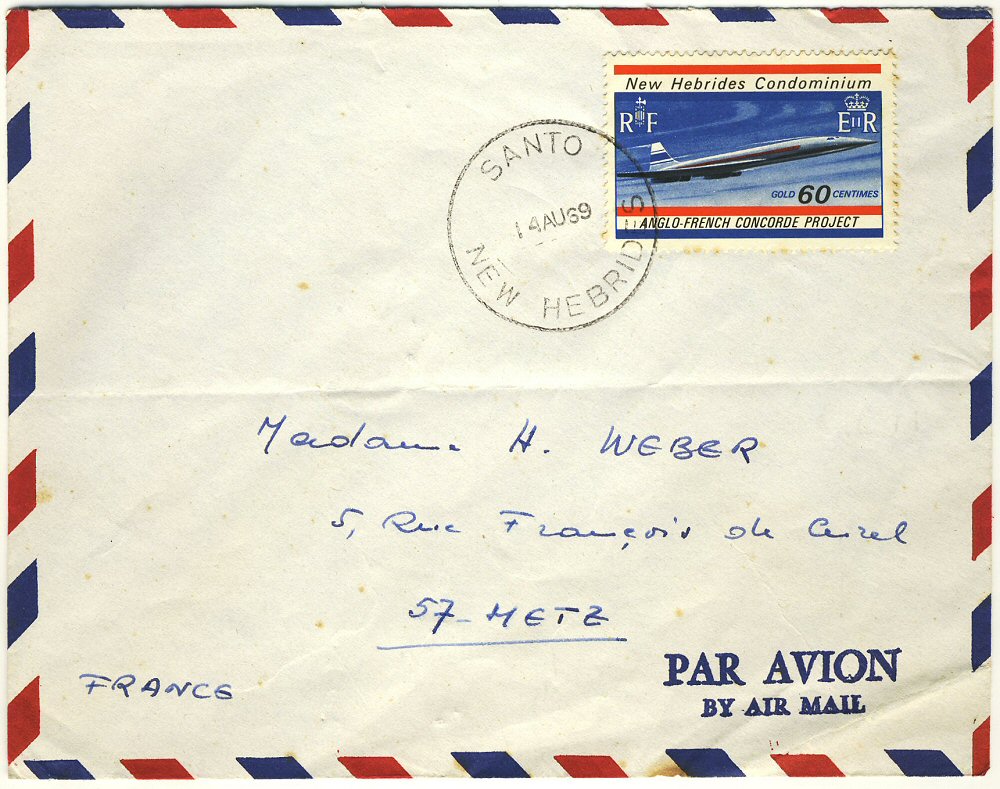 New Hebrides Condominium
RF EIIR
GOLD 60 CENTIMES
ANGLO-FRENCH CONCORDE PROJECT
SANTO
14AU69
NEW HEBRIDES
Madame H. WEBER
5, Rue François de Curel
57-METZ
FRANCE
PAR AVION
BY AIR MAIL